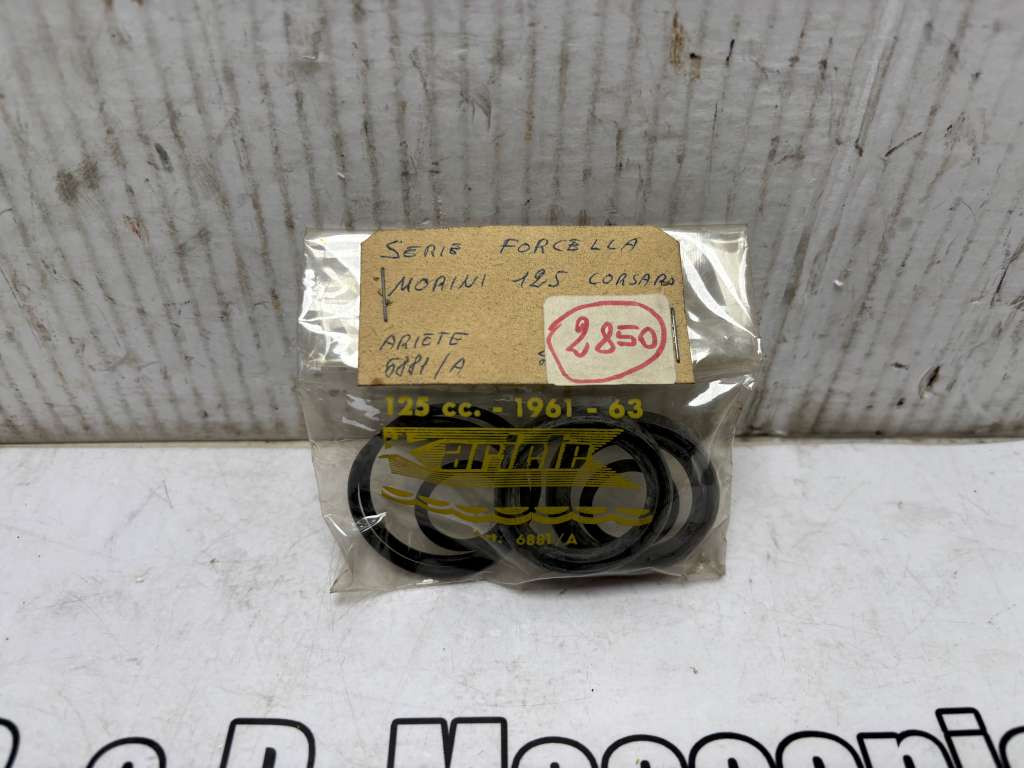 SERIE FORCELLA
MORINI 125 CORSARO
ARIETE
6881/A
2850
125 cc. - 1961 - 63
ariete
6881/A